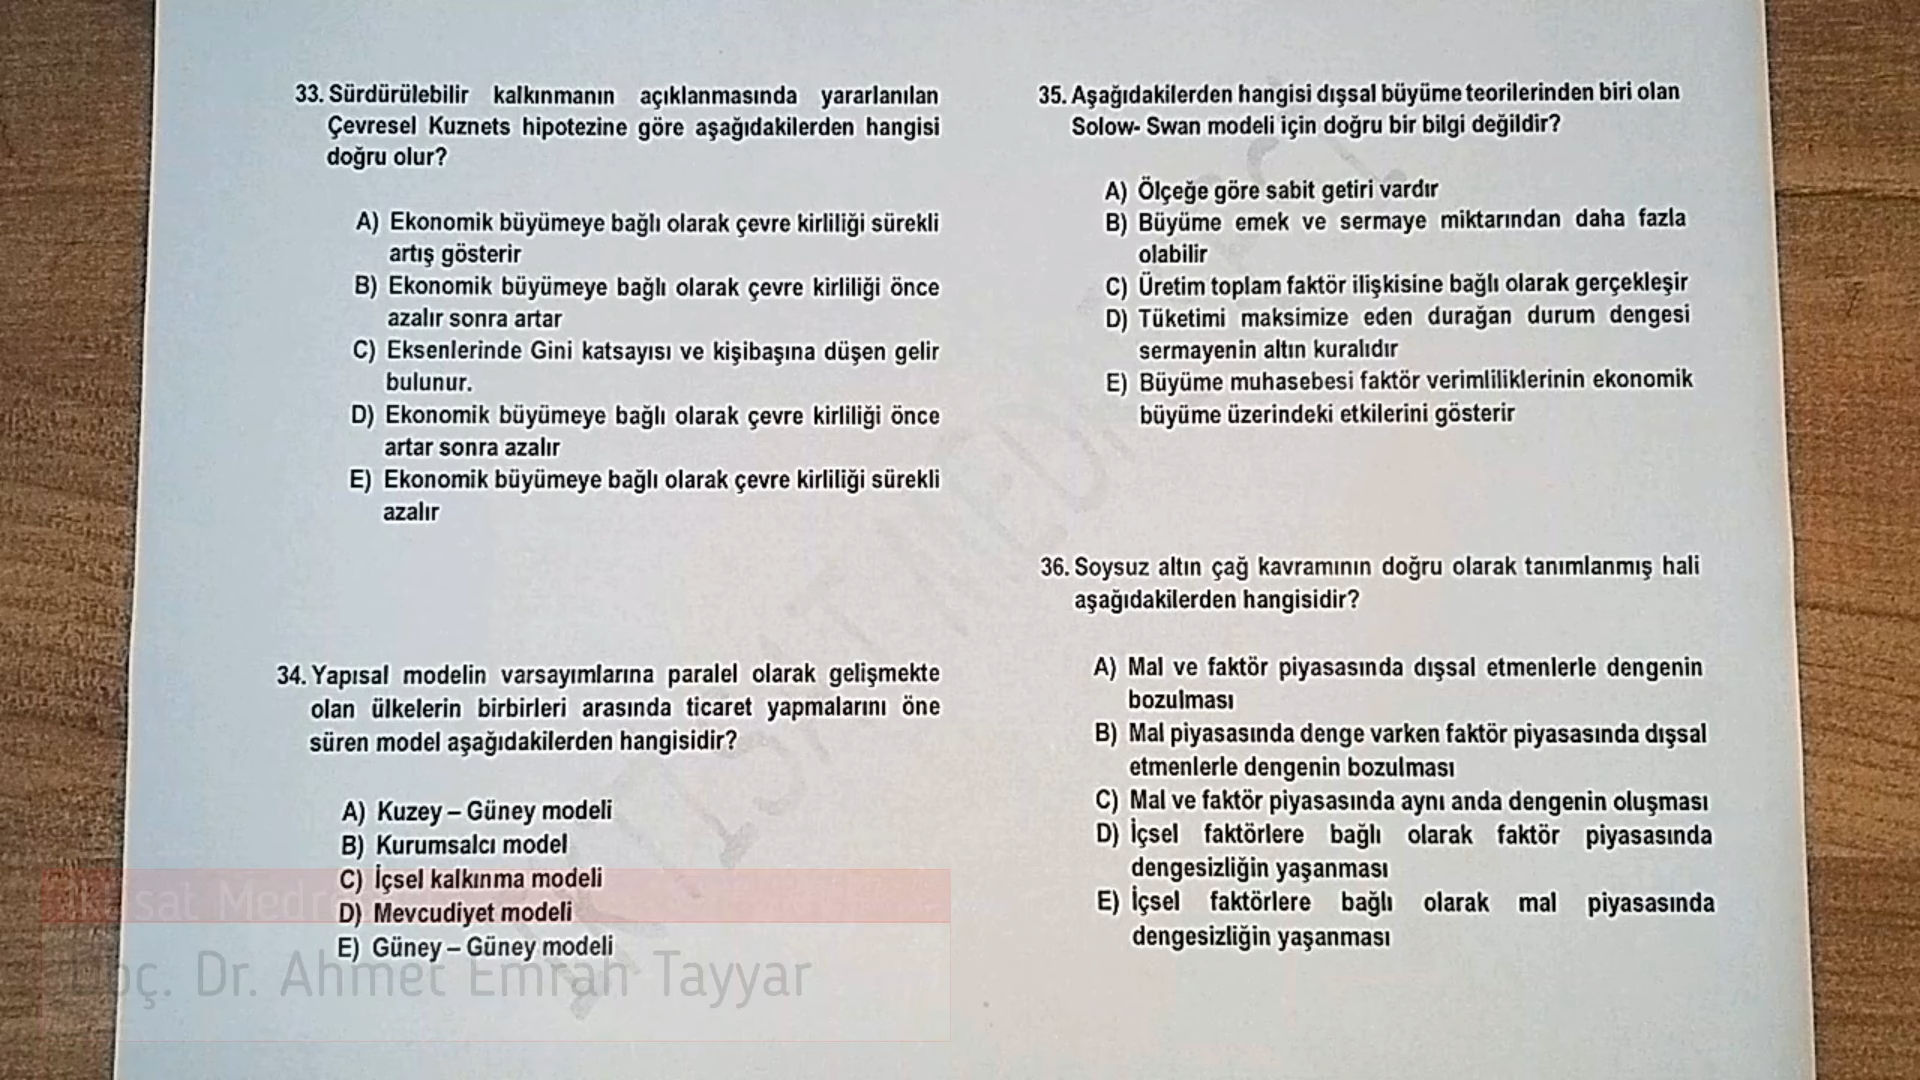 33. Sürdürülebilir kalkınmanın açıklanmasında yararlanılan
Çevresel Kuznets hipotezine göre aşağıdakilerden hangisi
doğru olur?
A) Ekonomik büyümeye bağlı olarak çevre kirliliği sürekli
artış gösterir
B) Ekonomik büyümeye bağlı olarak çevre kirliliği önce
azalır sonra artar
C) Eksenlerinde Gini katsayısı ve kişibaşına düşen gelir
bulunur.
D) Ekonomik büyümeye bağlı olarak çevre kirliliği önce
artar sonra azalır
E) Ekonomik büyümeye bağlı olarak çevre kirliliği sürekli
azalır
34. Yapısal modelin varsayımlarına paralel olarak gelişmekte
olan ülkelerin birbirleri arasında ticaret yapmalarını öne
süren model aşağıdakilerden hangisidir?
A) Kuzey – Güney modeli
B) Kurumsalcı model
C) İçsel kalkınma modeli
D) Mevcudiyet modeli
E) Güney – Güney modeli
Doç. Dr. Ahmet Emrah Tayyar
35. Aşağıdakilerden hangisi dışsal büyüme teorilerinden biri olan
Solow- Swan modeli için doğru bir bilgi değildir?
A) Ölçeğe göre sabit getiri vardır
B) Büyüme emek ve sermaye miktarından daha fazla
olabilir
C) Üretim toplam faktör ilişkisine bağlı olarak gerçekleşir
D) Tüketimi maksimize eden durağan durum dengesi
sermayenin altın kuralıdır
E) Büyüme muhasebesi faktör verimliliklerinin ekonomik
büyüme üzerindeki etkilerini gösterir
36. Soysuz altın çağ kavramının doğru olarak tanımlanmış hali
aşağıdakilerden hangisidir?
A) Mal ve faktör piyasasında dışsal etmenlerle dengenin
bozulması
B) Mal piyasasında denge varken faktör piyasasında dışsal
etmenlerle dengenin bozulması
C) Mal ve faktör piyasasında aynı anda dengenin oluşması
D) İçsel faktörlere bağlı olarak faktör piyasasında
dengesizliğin yaşanması
E) İçsel faktörlere bağlı olarak mal piyasasında
dengesizliğin yaşanması